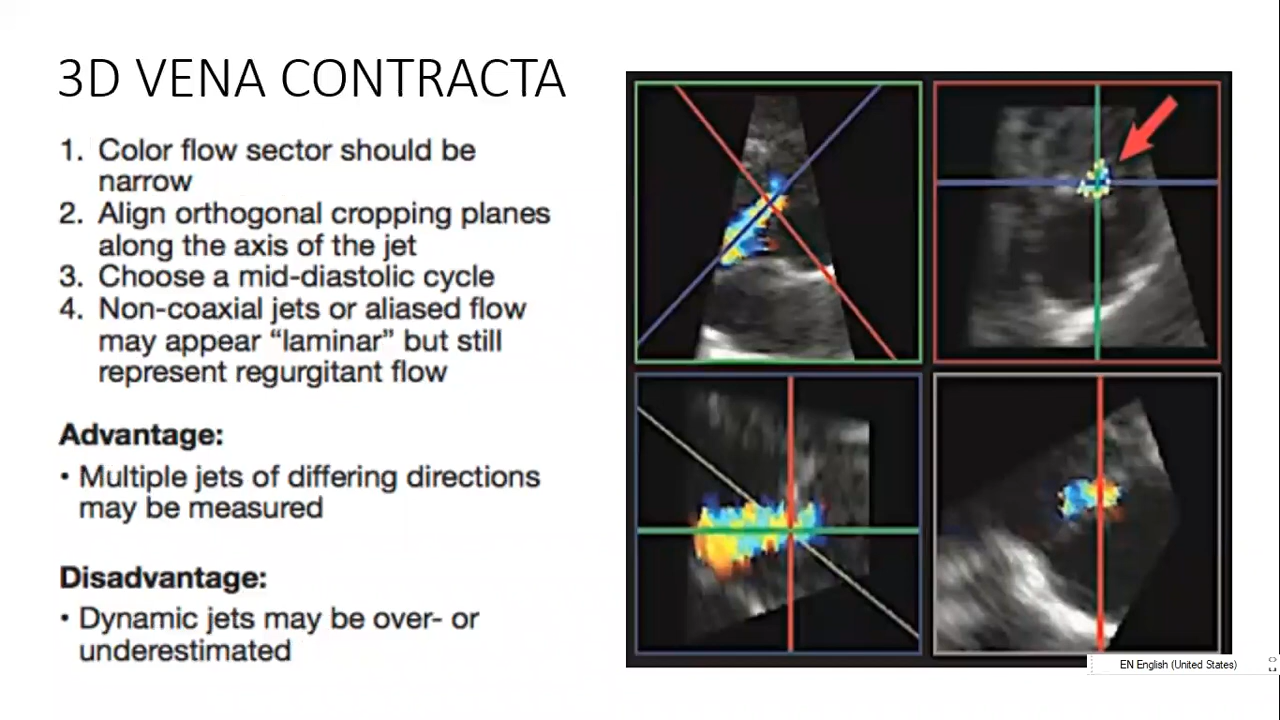 3D VENA CONTRACTA
1. Color flow sector should be
narrow
2. Align orthogonal cropping planes
along the axis of the jet
3. Choose a mid-diastolic cycle
4. Non-coaxial jets or aliased flow
may appear “laminar” but still
represent regurgitant flow
Advantage:
• Multiple jets of differing directions
may be measured
Disadvantage:
• Dynamic jets may be over- or
underestimated
EN English (United States)